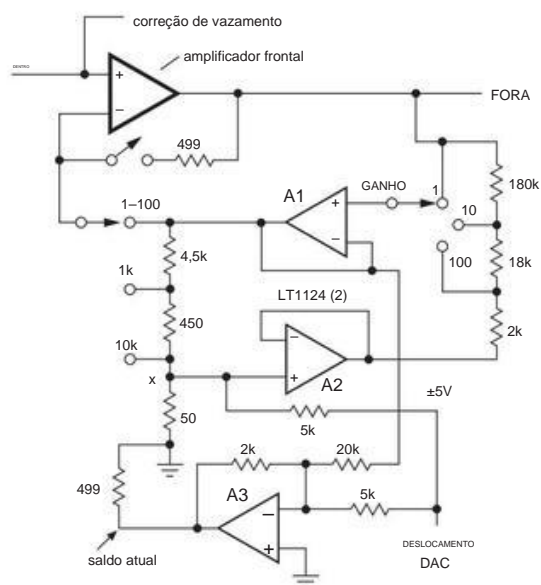 correção de vazamento
amplificador frontal
DENTRO
+
−
FORA
499
A1
GANHO
1
+
−
180k
10
1–100
4,5k
100
18k
1k
LT1124 (2)
450
2k
−
10k
+
A2
x
±5V
50
5k
2k
20k
499
A3
−
5k
+
saldo atual
DESLOCAMENTO
DAC